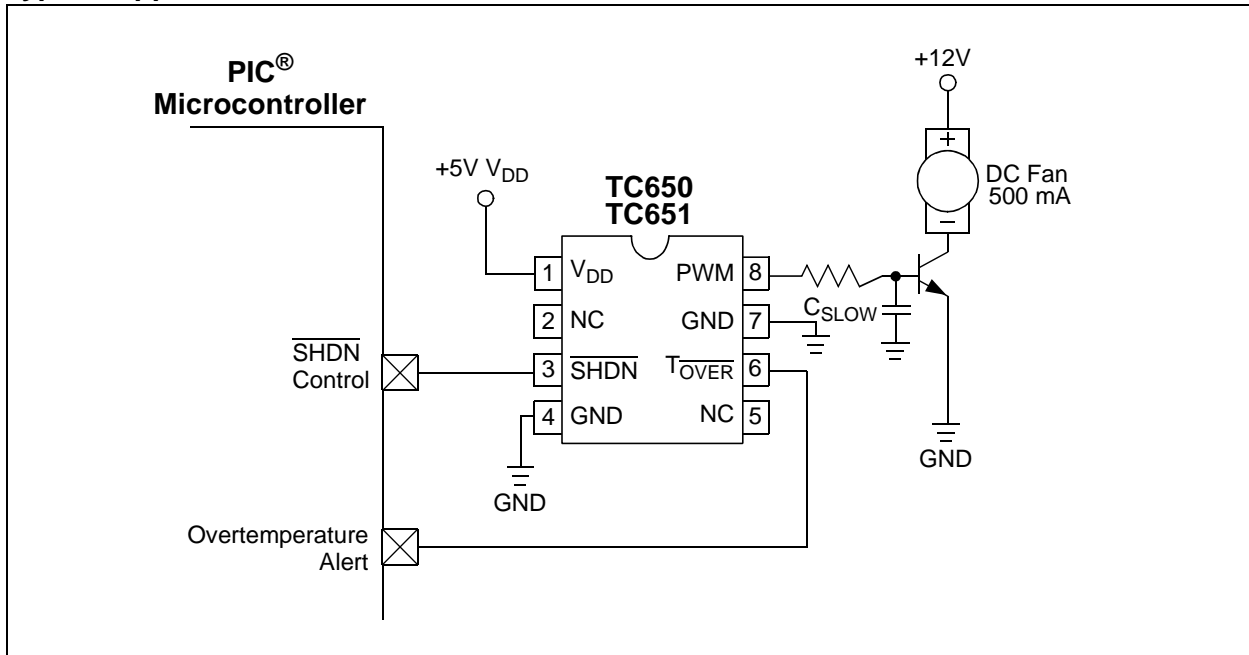 PIC®
Microcontroller
+12V
+5V VDD
TC650
TC651
DC Fan
500 mA
+
–
1 VDD
PWM 8
2 NC
GND 7
CSLOW
SHDN
Control
3 SHDN
TOVER 6
4 GND
NC 5
GND
GND
Overtemperature
Alert